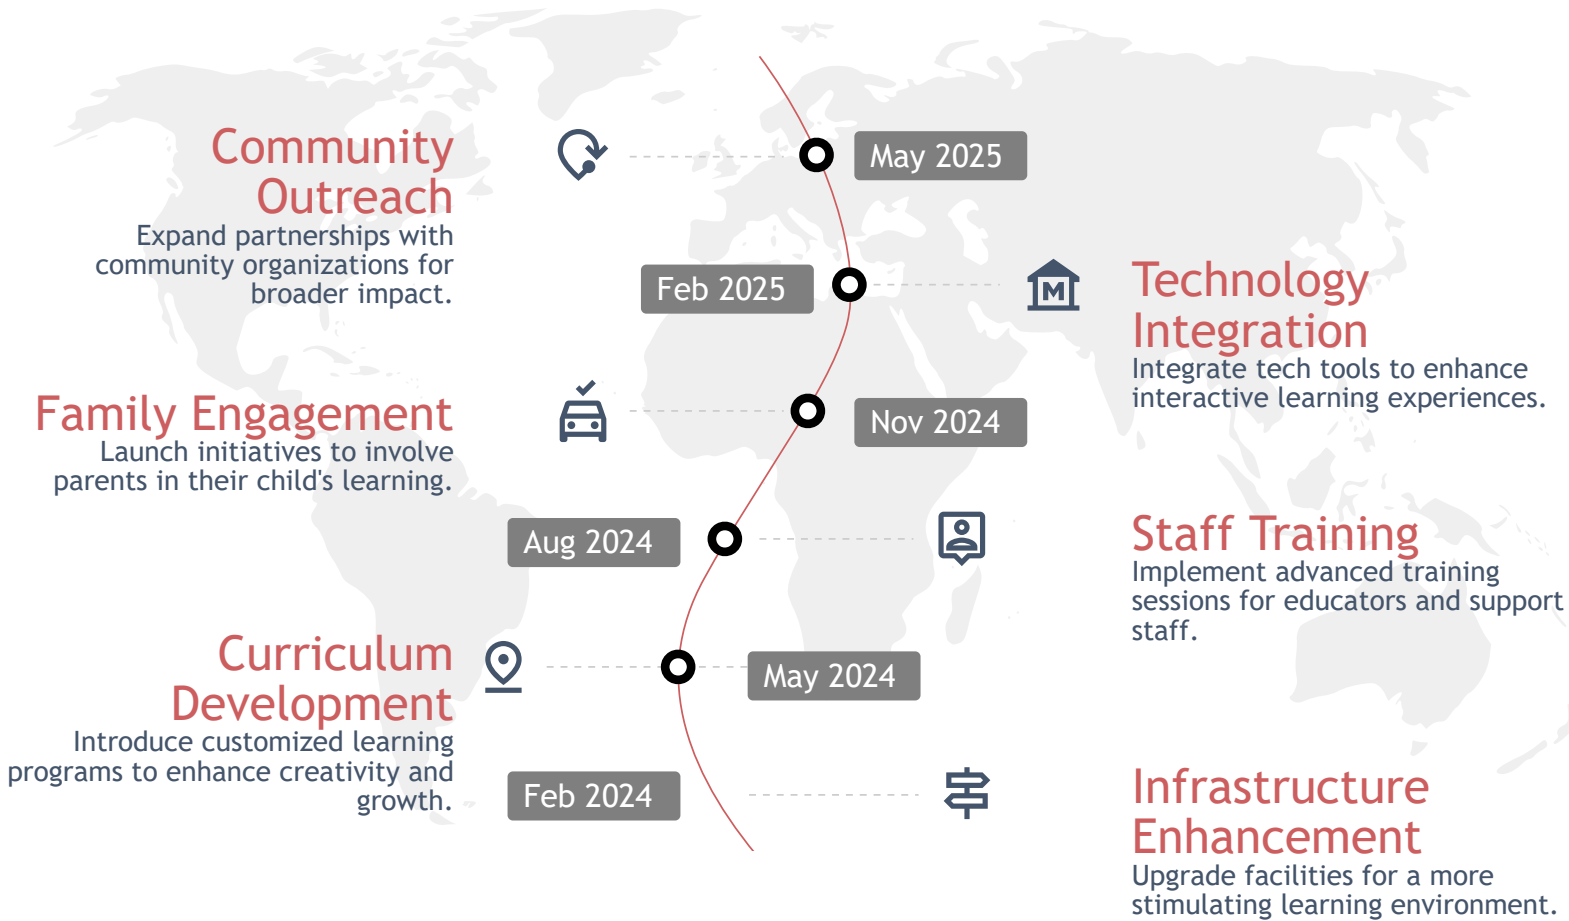 Community
Outreach
Expand partnerships with
community organizations for
broader impact.
May 2025
Feb 2025
Technology
Integration
Integrate tech tools to enhance
interactive learning experiences.
Family Engagement
Launch initiatives to involve
parents in their child's learning.
Nov 2024
Aug 2024
Staff Training
Implement advanced training
sessions for educators and support
staff.
Curriculum
Development
Introduce customized learning
programs to enhance creativity and
growth.
May 2024
Feb 2024
Infrastructure
Enhancement
Upgrade facilities for a more
stimulating learning environment.
M